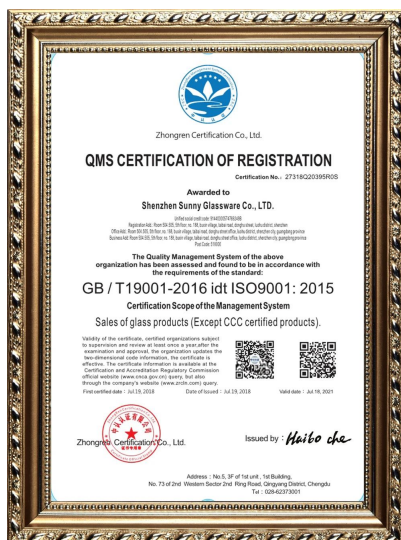 Zhongren Certification Co., Ltd.
QMS CERTIFICATION OF REGISTRATION
Certification No.: 27318Q20395R0S
Awarded to
Shenzhen Sunny Glassware Co., LTD.
Post Code: 518000
The Quality Management System of the above
organization has been assessed and found to be in accordance with
the requirements of the standard:
GB / T19001-2016 idt ISO9001: 2015
Certification Scope of the Management System
Sales of glass products (Except CCC certified products).
Validity of the certificate, certified organizations subject
to supervision and review at least once a year,after the
examination and approval, the organization updates the
two-dimensional code information, the certificate is
effective. The certificate information is available at the
Certification and Accreditation Regulatory Commission
official website (www.cnca.gov.cn) query, but also
through the company's website (www.zrcln.com) query.
First certified date : Jul.19, 2018
Date of Issued : Jul.19, 2018
Valid date : Jul.19, 2021
Zhongren Certification Co., Ltd.
Issued by : Haibo che
Address : No.5, 3F of 1st unit , 1st Building,
No. 73 of 2nd Western Sector 2nd Ring Road, Qingyang District, Chengdu
Tel : 028-62373001